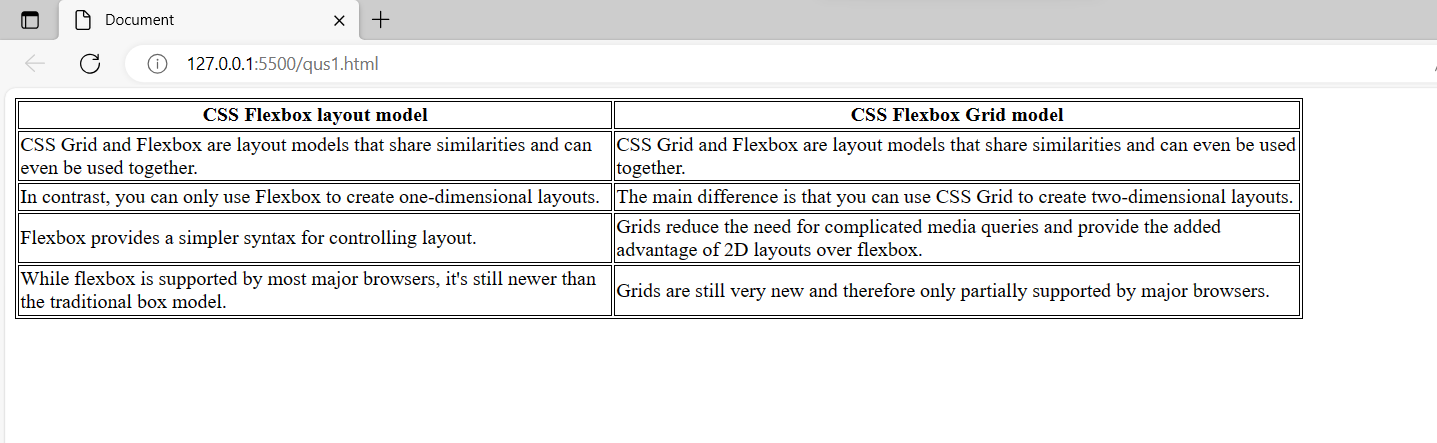 Document
127.0.0.1:5500/qus1.html
CSS Flexbox layout model
CSS Flexbox Grid model
CSS Grid and Flexbox are layout models that share similarities and can
even be used together.
CSS Grid and Flexbox are layout models that share similarities and can even be used
together.
In contrast, you can only use Flexbox to create one-dimensional layouts.
The main difference is that you can use CSS Grid to create two-dimensional layouts.
Flexbox provides a simpler syntax for controlling layout.
Grids reduce the need for complicated media queries and provide the added
advantage of 2D layouts over flexbox.
While flexbox is supported by most major browsers, it's still newer than
the traditional box model.
Grids are still very new and therefore only partially supported by major browsers.